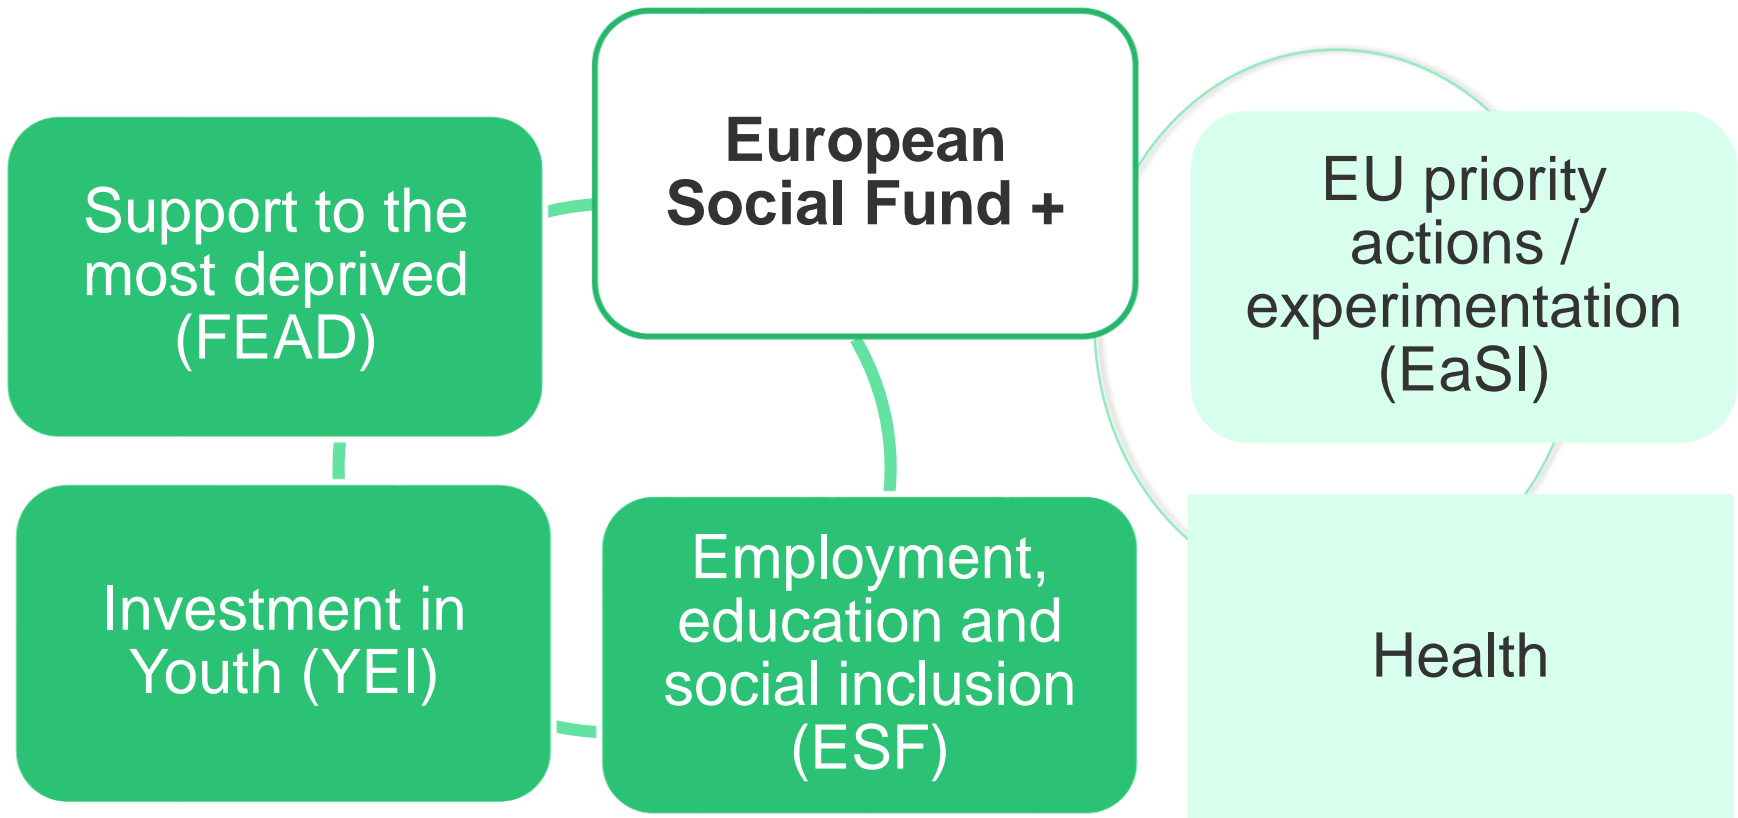 European
Social Fund +
Support to the
most deprived
(FEAD)
EU priority
actions /
experimentation
(EaSI)
Investment in
Youth (YEI)
Employment,
education and
social inclusion
(ESF)
Health